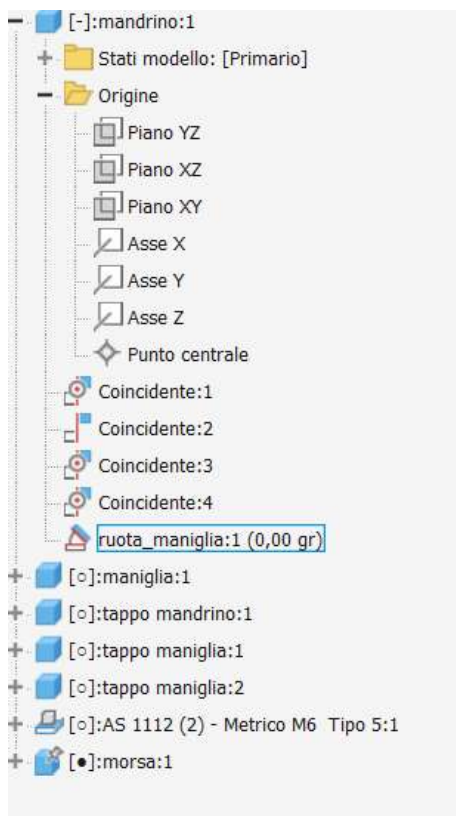 [-]:mandrino:1
Stati modello: [Primario]
Origine
Piano YZ
Piano XZ
Piano XY
Asse X
Asse Y
Asse Z
Punto centrale
Coincidente:1
Coincidente:2
Coincidente:3
Coincidente:4
ruota_maniglia:1 (0,00 gr)
[○]:maniglia:1
[○]:tappo mandrino:1
[○]:tappo maniglia:1
[○]:tappo maniglia:2
[○]:AS 1112 (2) - Metrico M6 Tipo 5:1
[●]:morsa:1